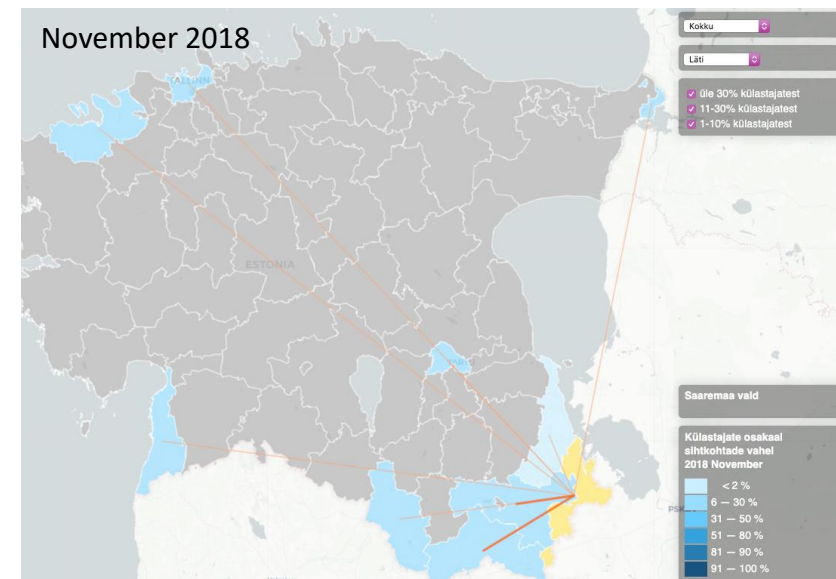 November 2018
Kokku
Läti
üle 30% külastajatest
11-30% külastajatest
1-10% külastajatest
TALLINN
ESTONIA
Saaremaa vald
Külastajate osakaal
sihtkohtade vahel
2018 November
< 2 %
6 — 30 %
31 — 50 %
51 — 80 %
81 — 90 %
91 — 100 %